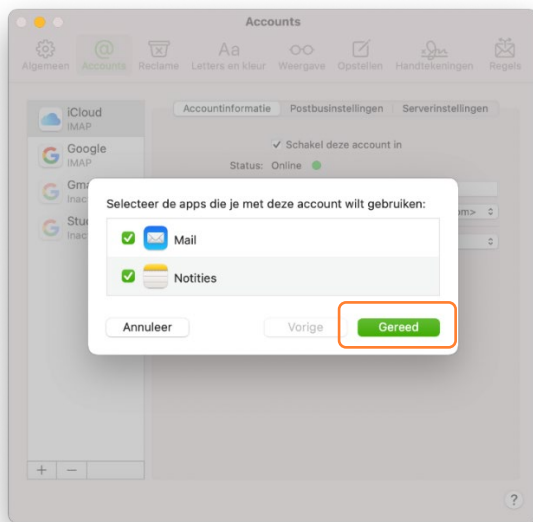 Accounts
Algemeen Accounts Reclame Letters en kleur Weergave Opstellen Handtekeningen Regels
iCloud
IMAP
Accountinformatie Postbusinstellingen Serverinstellingen
Schakel deze account in
Google
IMAP
Status: Online
Inac
Selecteer de apps die je met deze account wilt gebruiken:
om>
Stu
Inac
Mail
Notities
Annuleer Vorige Gereed
+ −
?